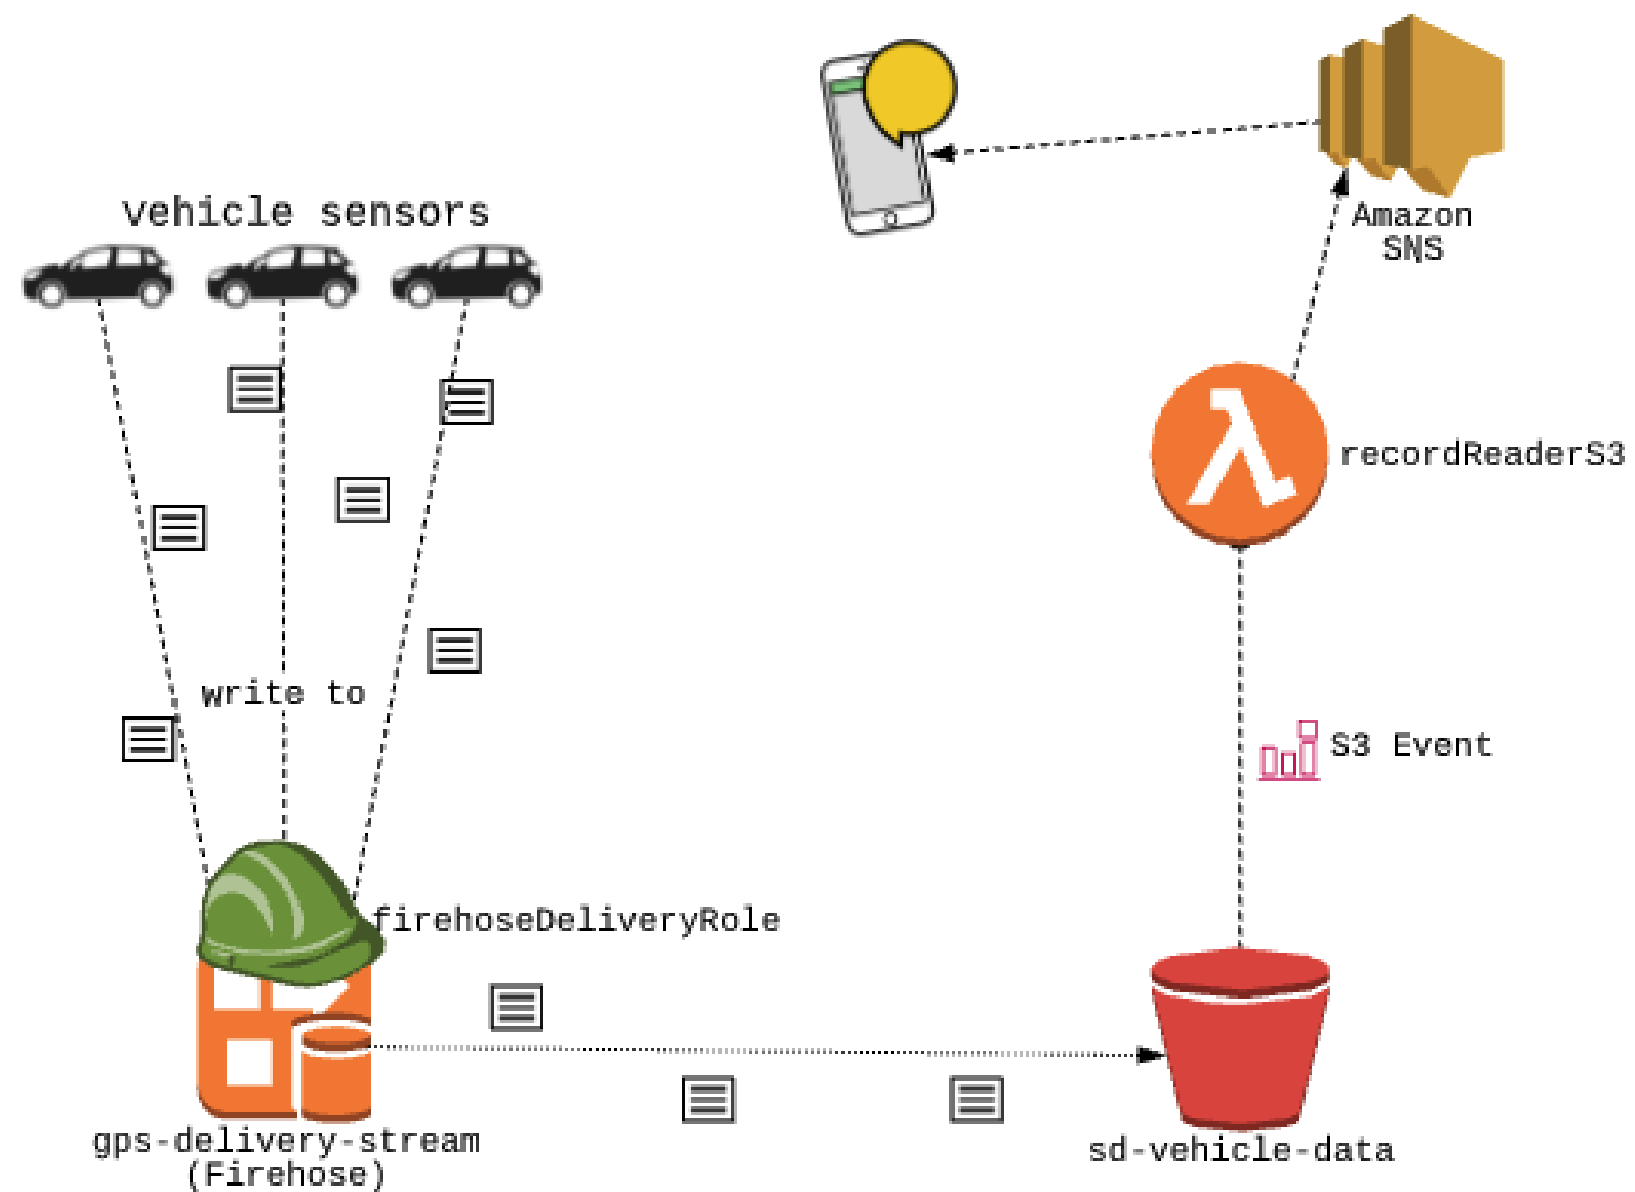 vehicle sensors
Amazon
SNS
recordReaderS3
write to
S3 Event
firehoseDeliveryRole
gps-delivery-stream
(Firehose)
sd-vehicle-data